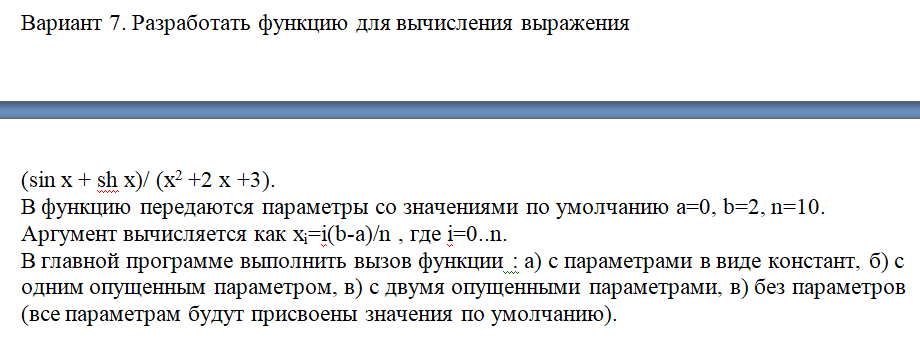 Вариант 7. Разработать функцию для вычисления выражения
(sin x + sh x)/ (x² +2 x +3).
В функцию передаются параметры со значениями по умолчанию a=0, b=2, n=10.
Аргумент вычисляется как xᵢ=i(b-a)/n , где i=0..n.
В главной программе выполнить вызов функции : а) с параметрами в виде констант, б) с
одним опущенным параметром, в) с двумя опущенными параметрами, в) без параметров
(все параметрам будут присвоены значения по умолчанию).